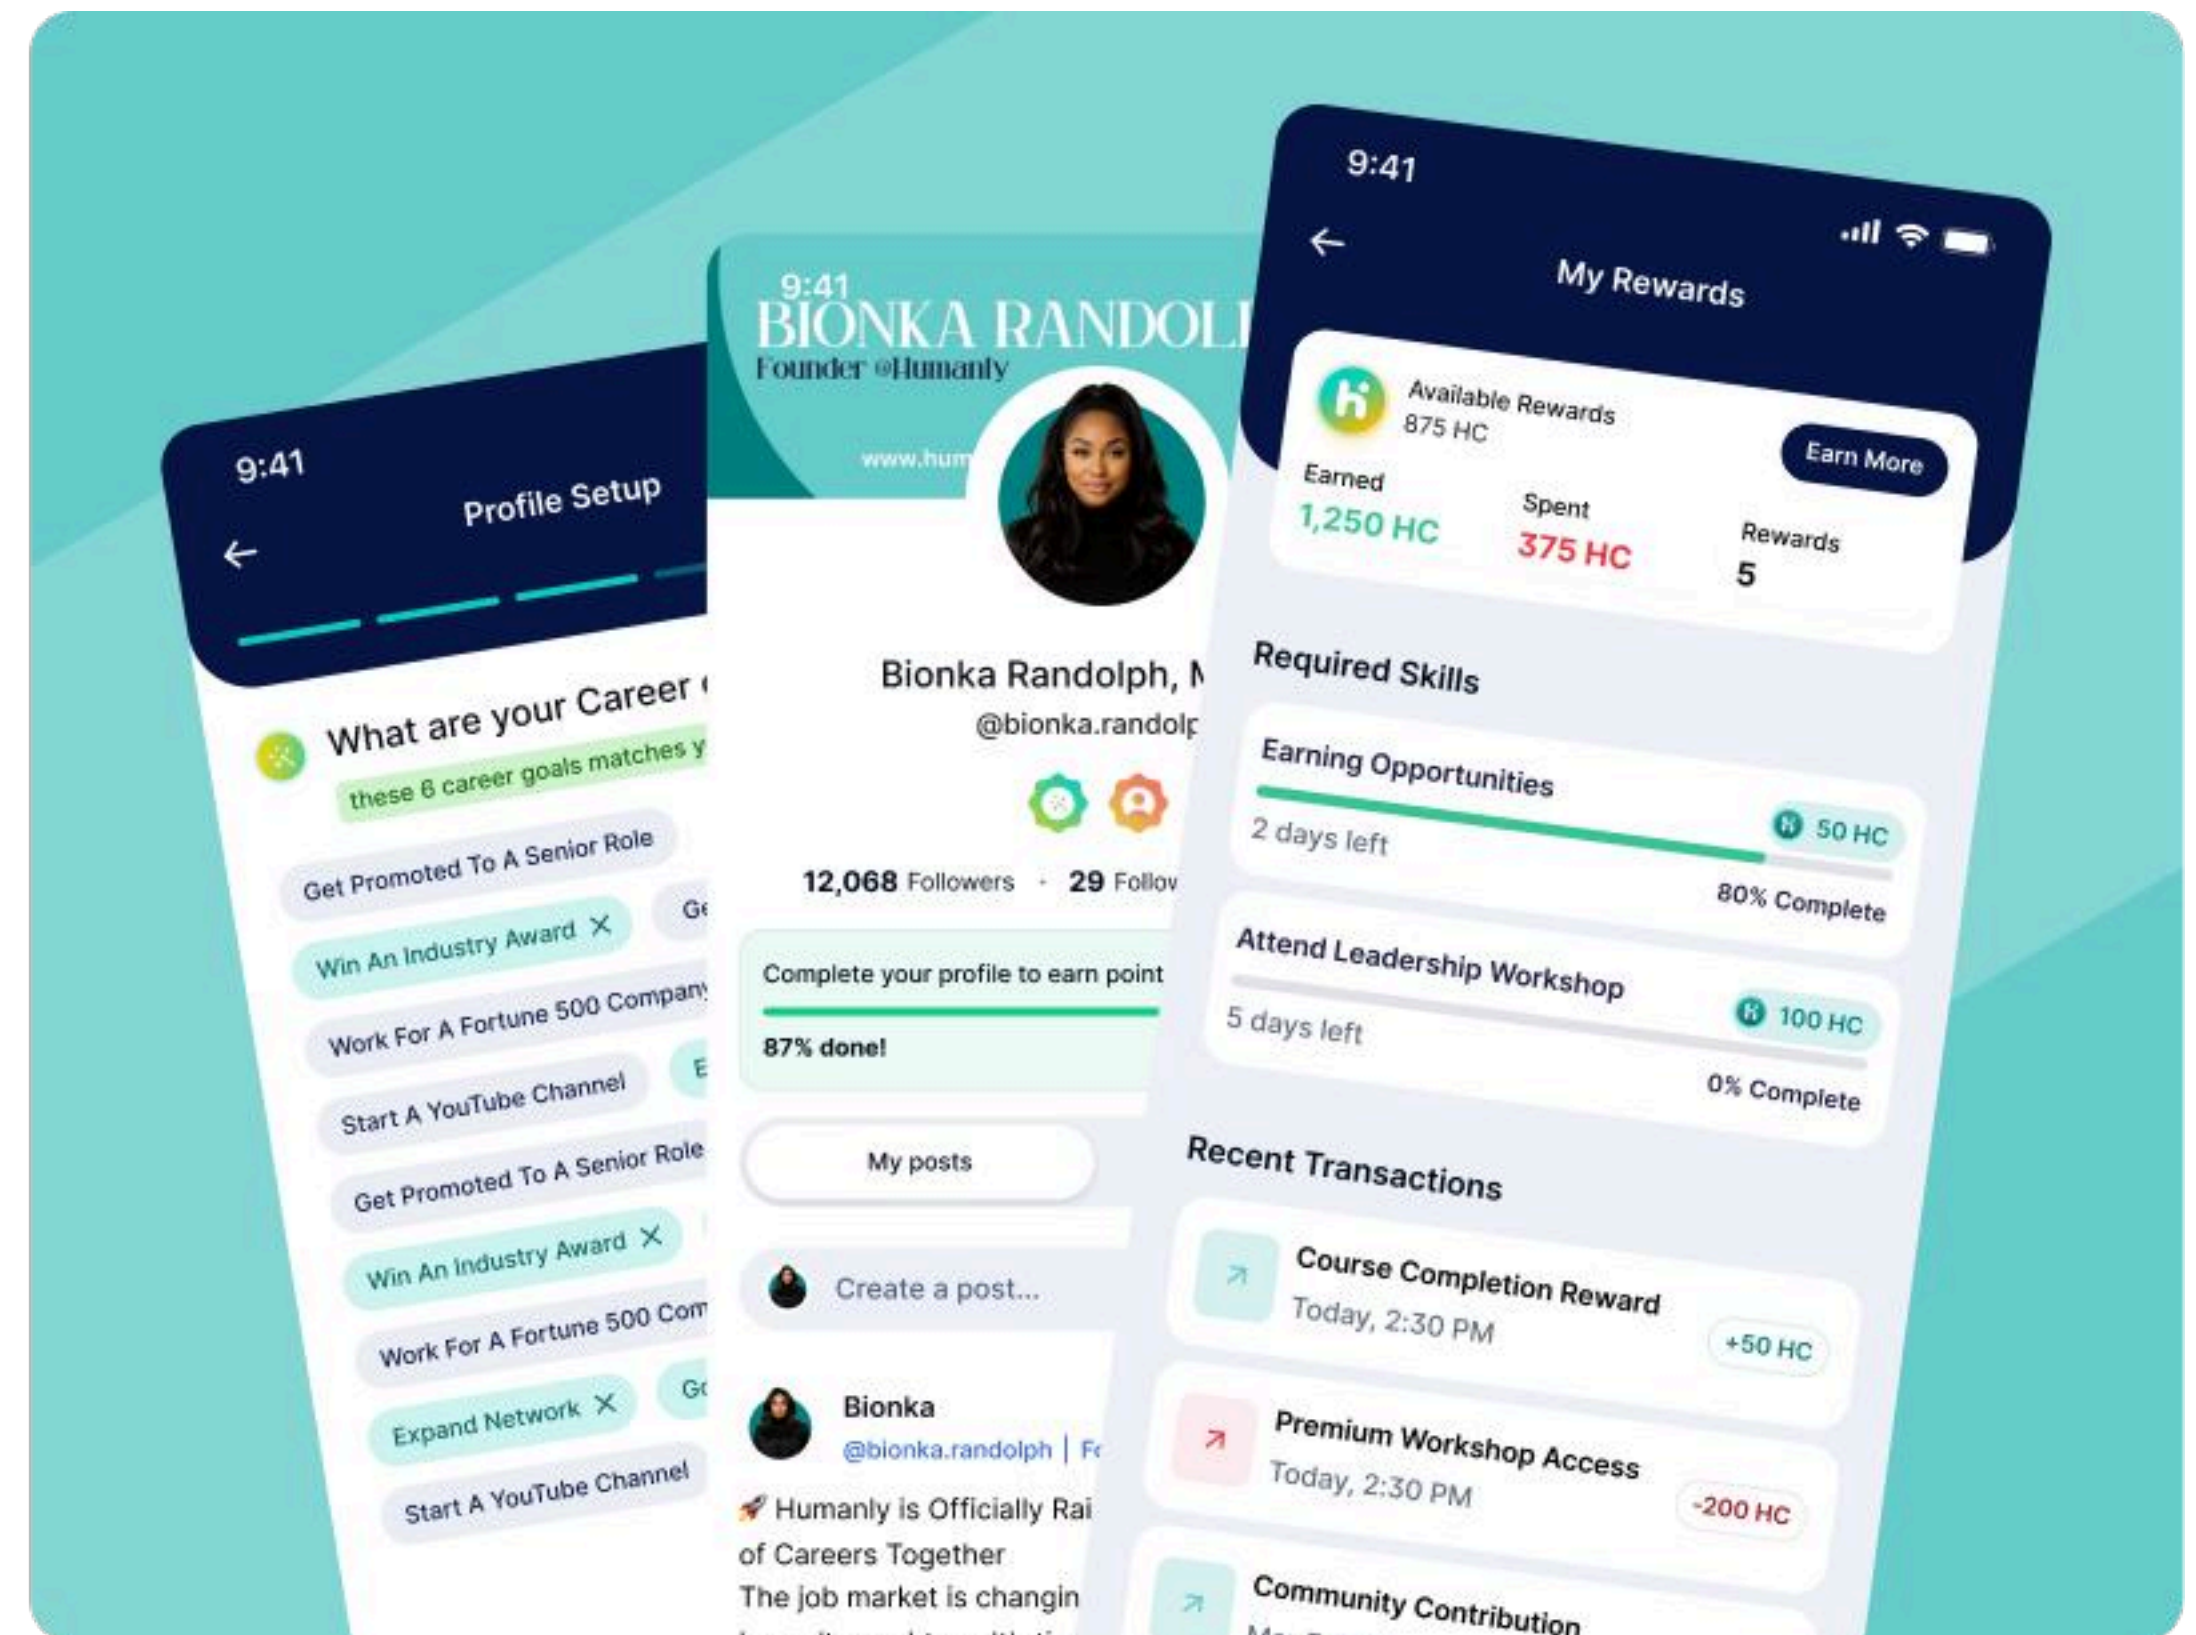 9:41
Profile Setup
What are your Career
these 6 career goals matches y
Get Promoted To A Senior Role
Win An Industry Award
Ge
Work For A Fortune 500 Company
Start A YouTube Channel
E
Get Promoted To A Senior Role
Win An Industry Award
Work For A Fortune 500 Com
Expand Network
Go
Start A YouTube Channel
9:41
BIONKA RANDOL
Founder @Humanly
www.hum
Bionka Randolph, M
@bionka.randolp
12,068 Followers · 29 Follow
Complete your profile to earn point
87% done!
My posts
Create a post...
Bionka
@bionka.randolph | Fo
🚀 Humanly is Officially Rai
of Careers Together
The job market is changin
9:41
My Rewards
Available Rewards
875 HC
Earn More
Earned
1,250 HC
Spent
375 HC
Rewards
5
Required Skills
Earning Opportunities
50 HC
2 days left
80% Complete
Attend Leadership Workshop
100 HC
5 days left
0% Complete
Recent Transactions
Course Completion Reward
Today, 2:30 PM
+50 HC
Premium Workshop Access
Today, 2:30 PM
-200 HC
Community Contribution